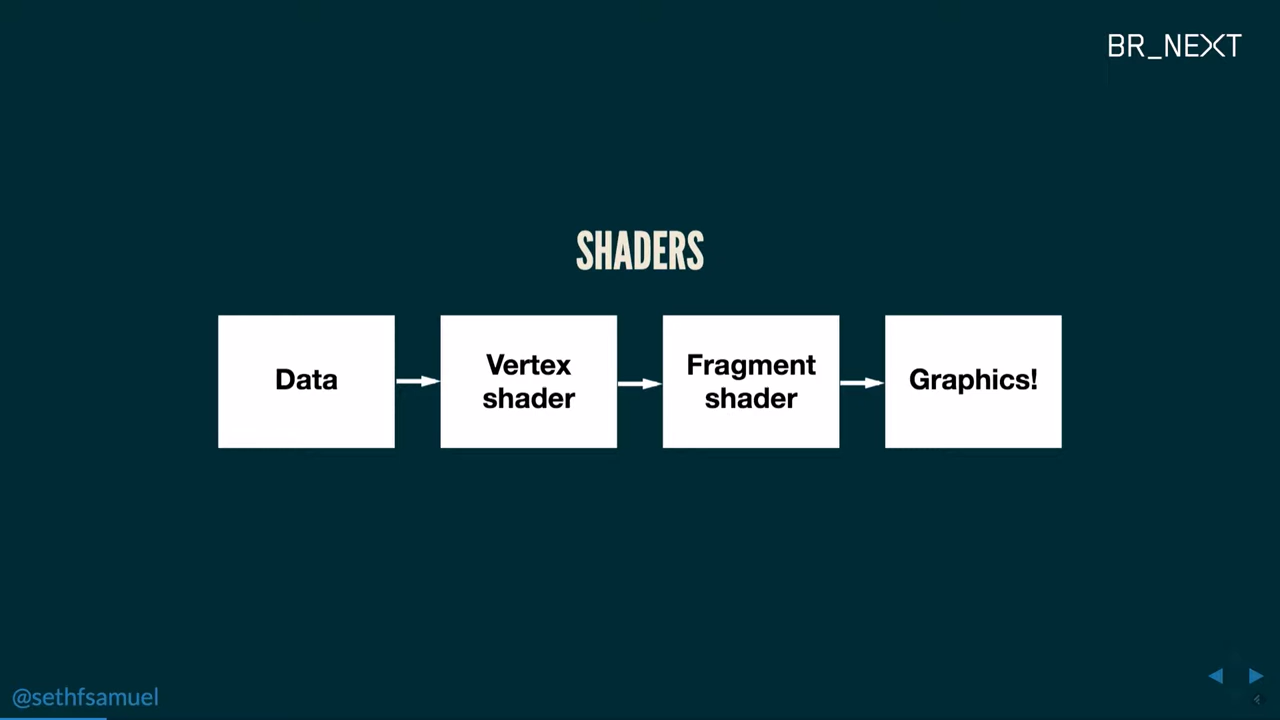 BR_NEXT
SHADERS
Data
Vertex
shader
Fragment
shader
Graphics!
@sethfsamuel